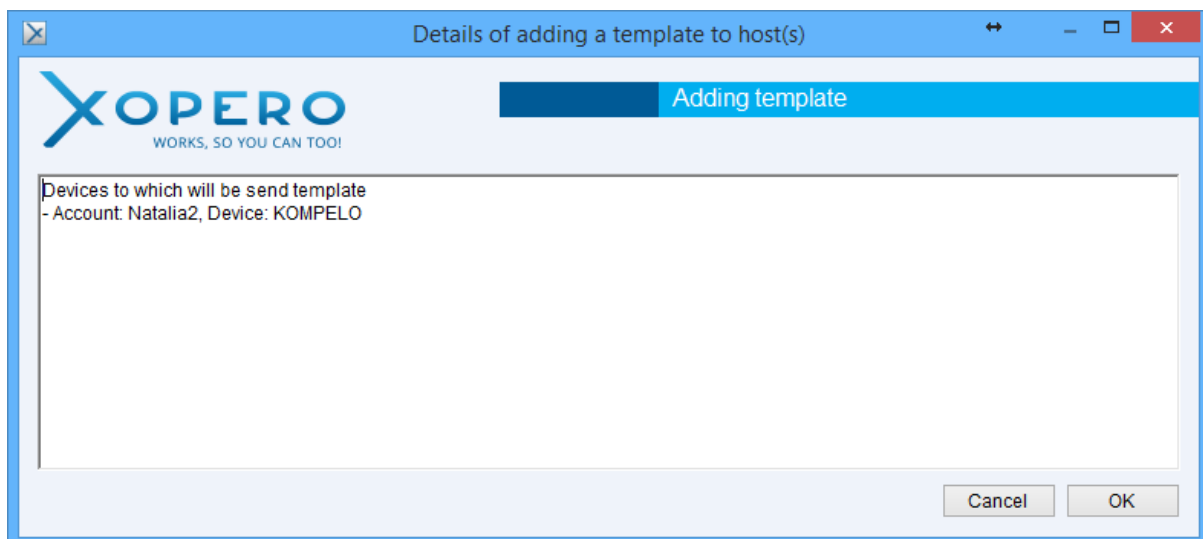 Details of adding a template to host(s)
XOPERO
WORKS, SO YOU CAN TOO!
Adding template
Devices to which will be send template
- Account: Natalia2, Device: KOMPELO
Cancel
OK